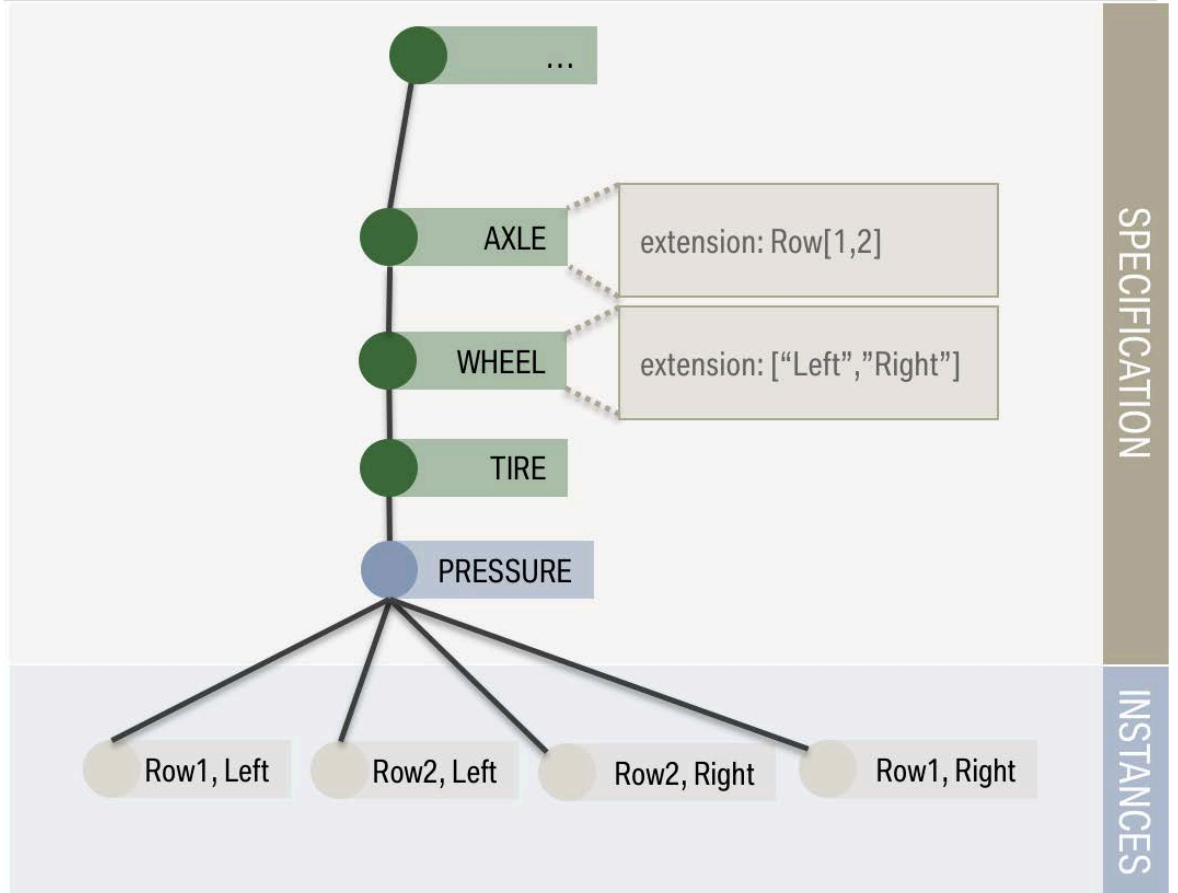 ...
AXLE
extension: Row[1,2]
WHEEL
extension: [“Left”,”Right”]
TIRE
PRESSURE
SPECIFICATION
Row1, Left
Row2, Left
Row2, Right
Row1, Right
INSTANCES